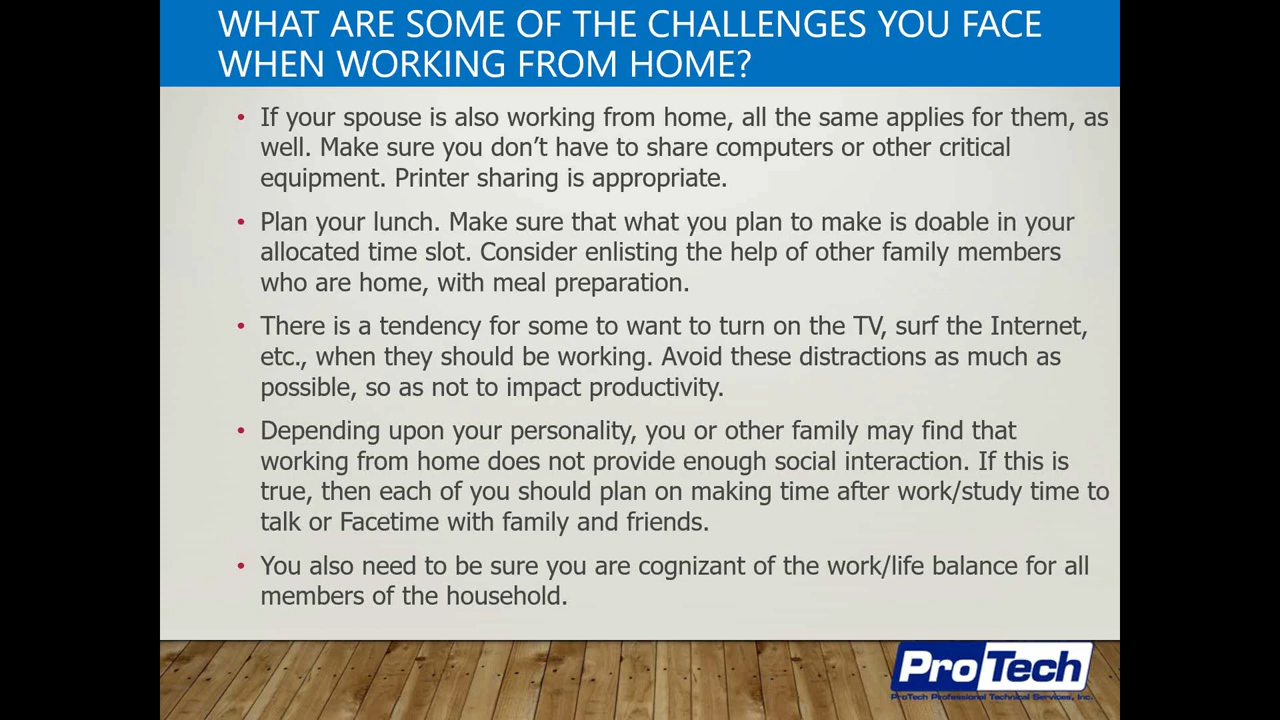 WHAT ARE SOME OF THE CHALLENGES YOU FACE
WHEN WORKING FROM HOME?
• If your spouse is also working from home, all the same applies for them, as
well. Make sure you don’t have to share computers or other critical
equipment. Printer sharing is appropriate.
• Plan your lunch. Make sure that what you plan to make is doable in your
allocated time slot. Consider enlisting the help of other family members
who are home, with meal preparation.
• There is a tendency for some to want to turn on the TV, surf the Internet,
etc., when they should be working. Avoid these distractions as much as
possible, so as not to impact productivity.
• Depending upon your personality, you or other family may find that
working from home does not provide enough social interaction. If this is
true, then each of you should plan on making time after work/study time to
talk or Facetime with family and friends.
• You also need to be sure you are cognizant of the work/life balance for all
members of the household.
ProTech
ProTech Professional Technical Services, Inc.